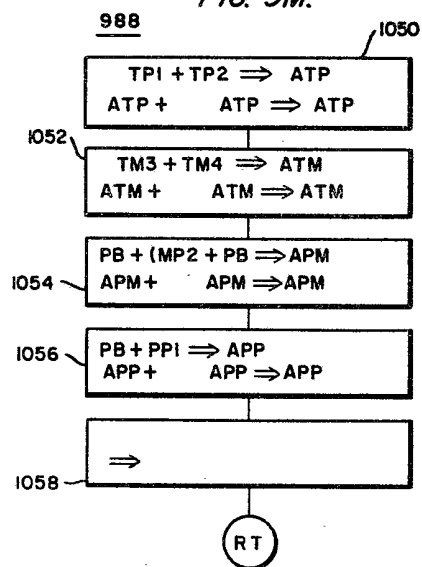 988
1050
TP1 + TP2 ⇒ ATP
ATP + ATP ⇒ ATP
1052
TM3 + TM4 ⇒ ATM
ATM + ATM ⇒ ATM
PB + (MP2 + PB ⇒ APM
1054
APM + APM ⇒ APM
1056
PB + PP1 ⇒ APP
APP + APP ⇒ APP
⇒
1058
RT